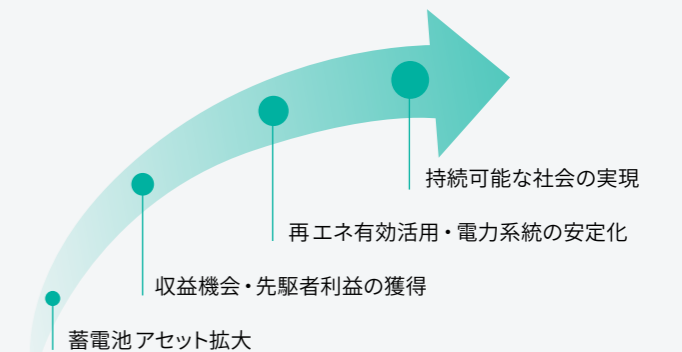 持続可能な社会の実現
再エネ有効活用・電力系統の安定化
収益機会・先駆者利益の獲得
蓄電池アセット拡大